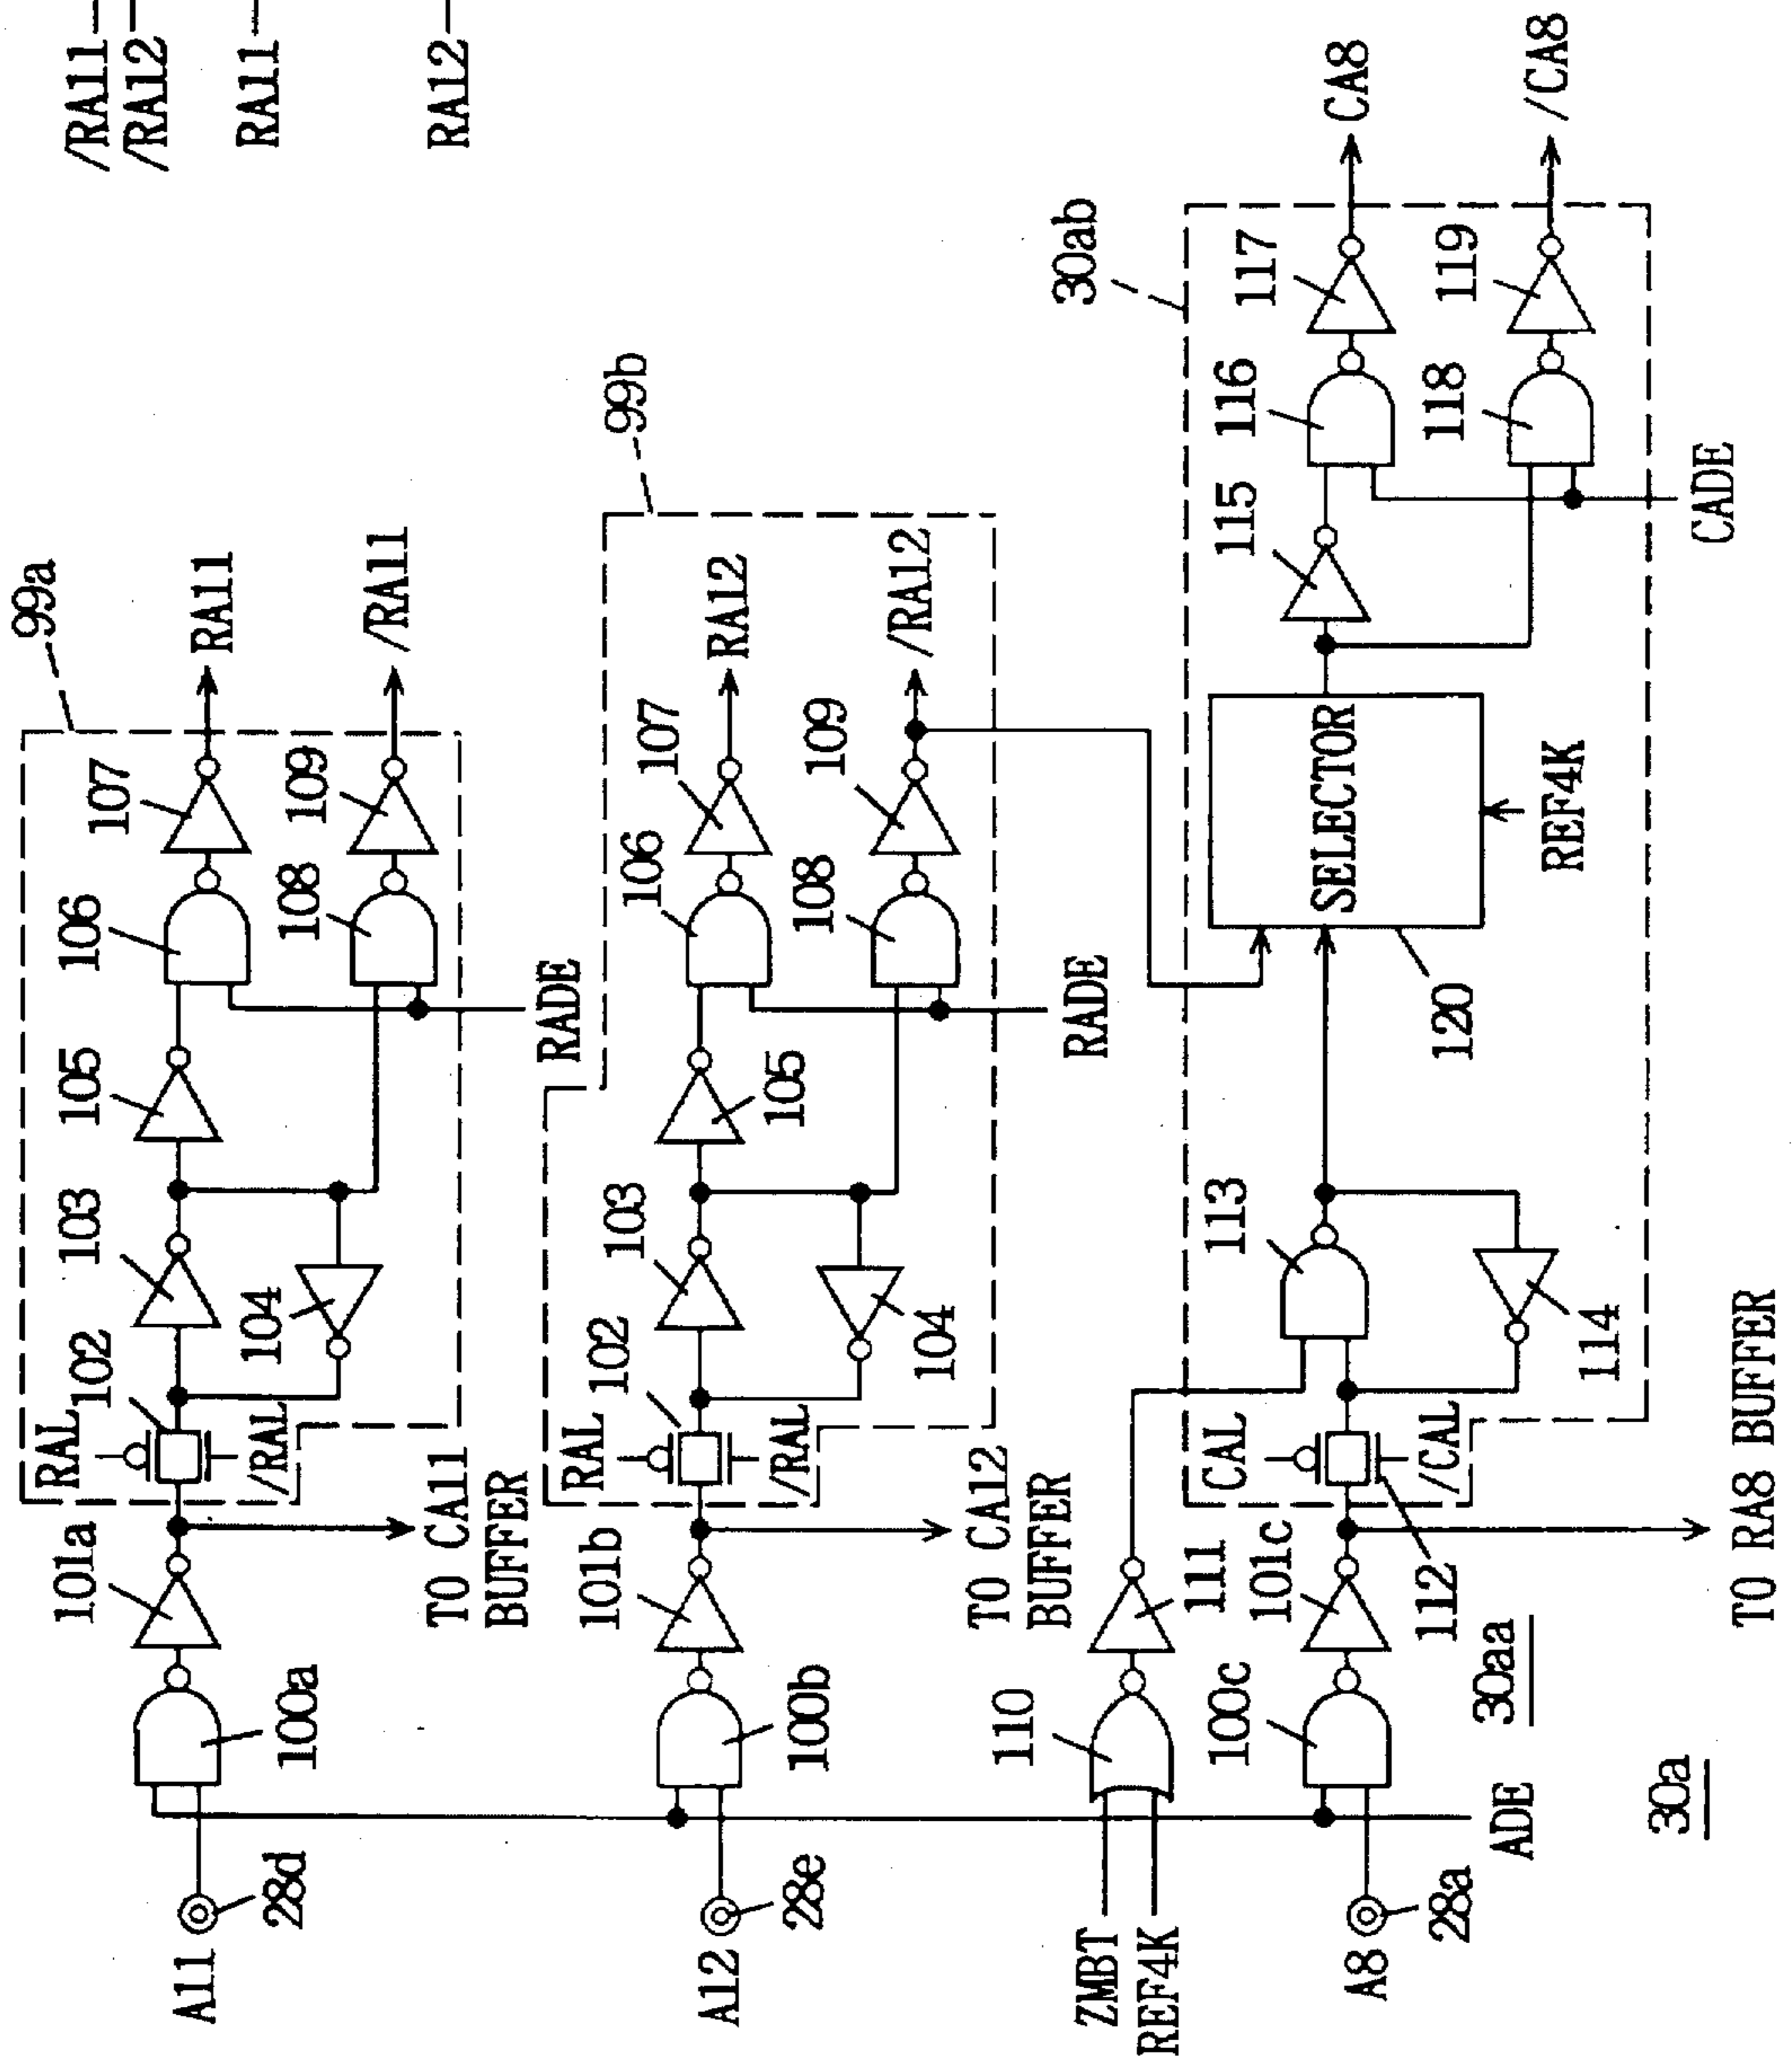 /RA11
/RA12
RA11
RA12
99a
RAL
102
103
105
106
107
RA11
101a
/RAL
104
108
109
/RA11
100a
A11
28d
TO CA11
BUFFER
RADE
99b
RAL
102
103
105
106
107
RA12
101b
/RAL
104
108
109
/RA12
100b
A12
28e
TO CA12
BUFFER
RADE
ZMBT
REF4K
110
111
30ab
CAL
113
115
116
117
CA8
A8
28a
100c
101c
112
/CAL
114
120
SELECTOR
REF4K
118
119
/CA8
ADE
30aa
CADE
TO RA8 BUFFER
30a